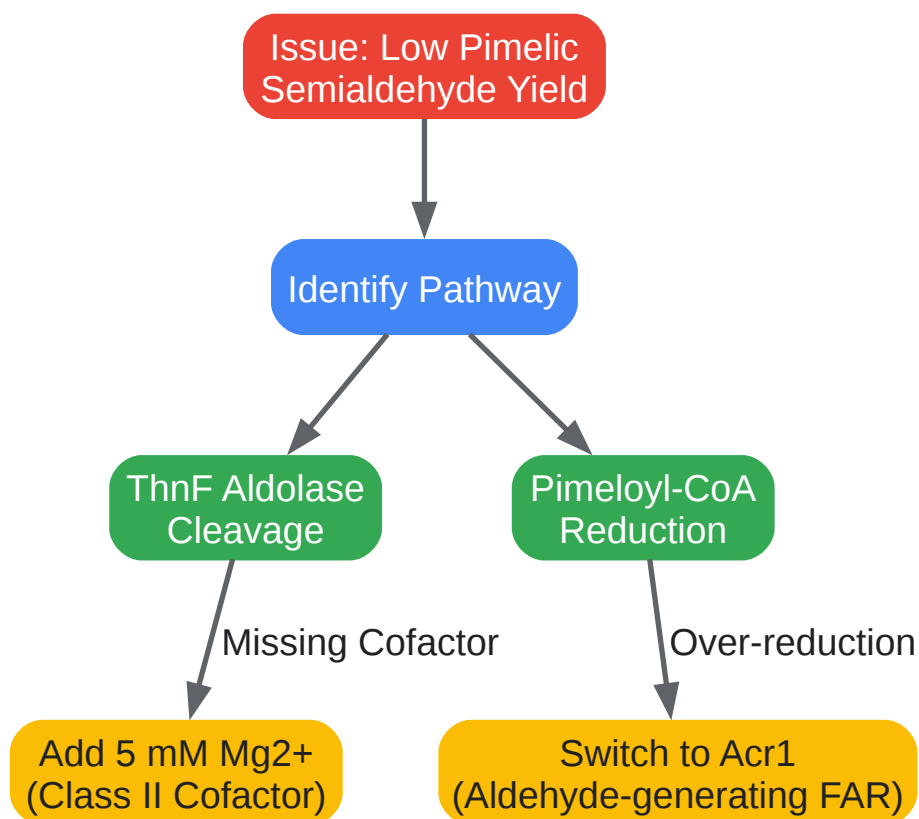 Issue: Low Pimelic
Semialdehyde Yield
Identify Pathway
ThnF Aldolase
Cleavage
Pimeloyl-CoA
Reduction
Missing Cofactor
Over-reduction
Add 5 mM Mg2+
(Class II Cofactor)
Switch to Acr1
(Aldehyde-generating FAR)